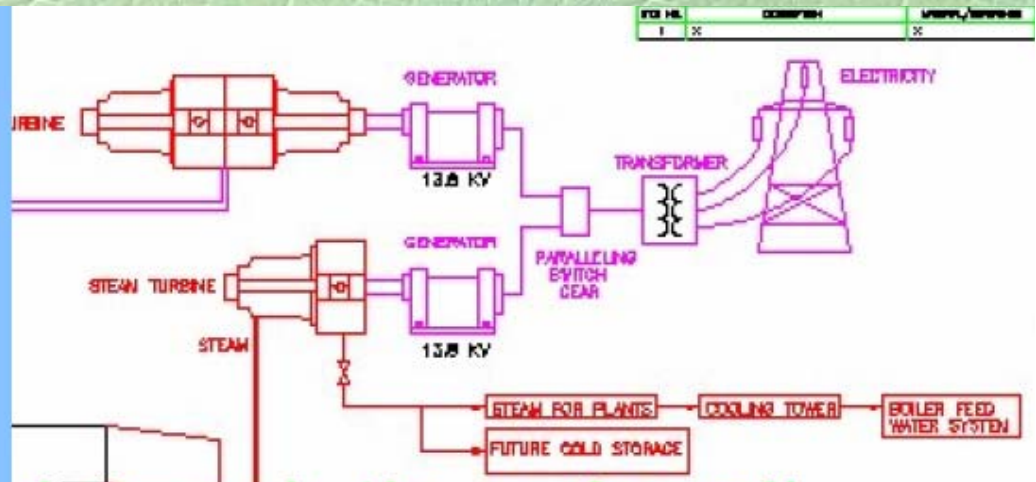 GENERATOR
ELECTRICITY
13.8 KV
TRANSFORMER
GENERATOR
PARALLELING
SWITCH
GEAR
STEAM TURBINE
STEAM
13.8 KV
STEAM FOR PLANTS
COOLING TOWER
BOILER FEED
WATER SYSTEM
FUTURE COLD STORAGE